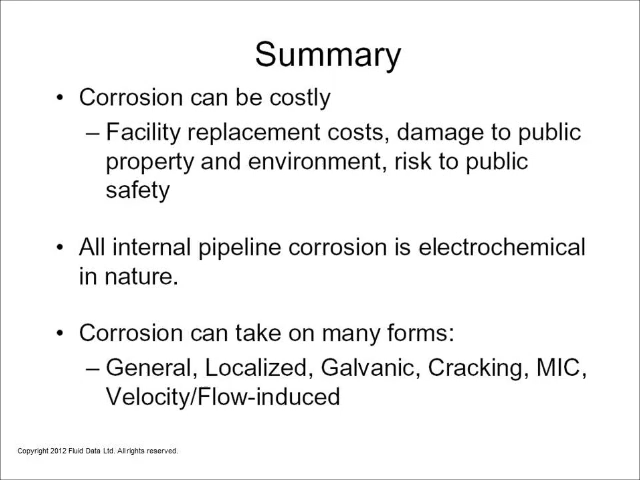 Summary
• Corrosion can be costly
– Facility replacement costs, damage to public
property and environment, risk to public
safety
• All internal pipeline corrosion is electrochemical
in nature.
• Corrosion can take on many forms:
– General, Localized, Galvanic, Cracking, MIC,
Velocity/Flow-induced
Copyright 2012 Fluid Data Ltd. All rights reserved.